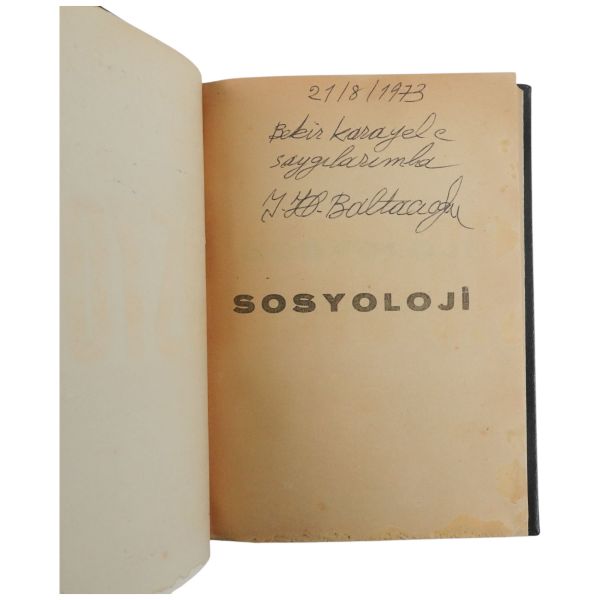 21/8/1973
Bekir Karayel e
saygılarımla
I. H. Baltacıoğlu
SOSYOLOJİ